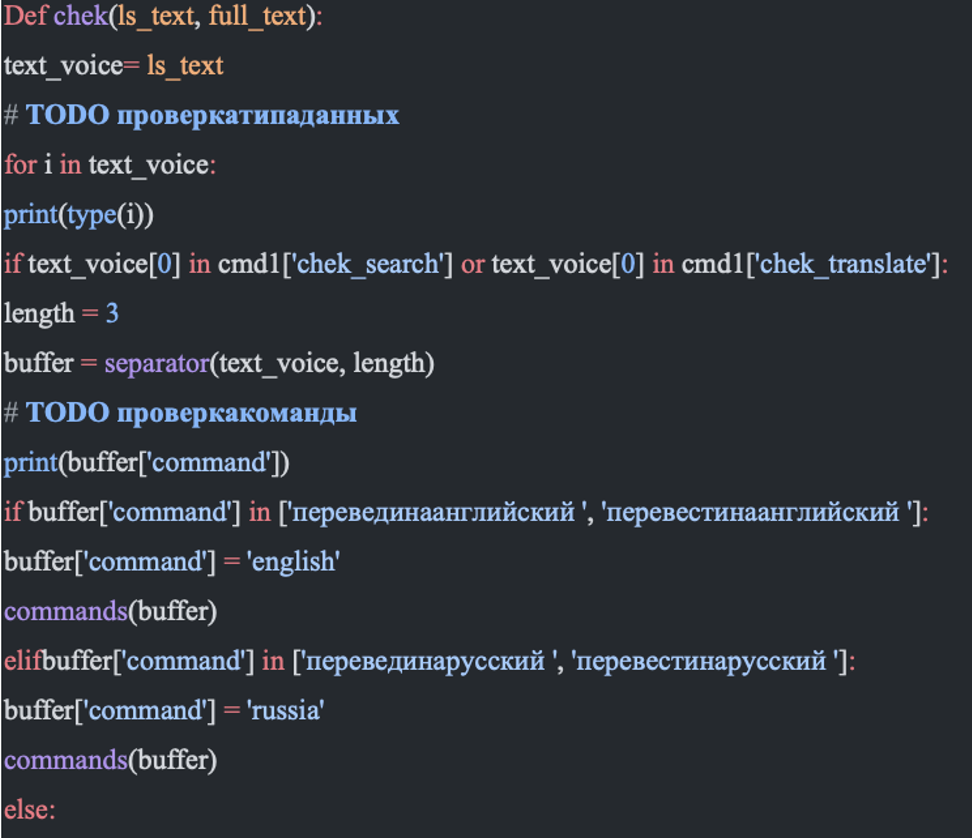 Def chek(ls_text, full_text):
text_voice= ls_text
# TODO проверкатипаданных
for i in text_voice:
print(type(i))
if text_voice[0] in cmd1['chek_search'] or text_voice[0] in cmd1['chek_translate']:
length = 3
buffer = separator(text_voice, length)
# TODO проверкакоманды
print(buffer['command'])
if buffer['command'] in ['перевединаанглийский ', 'перевестинаанглийский ']:
buffer['command'] = 'english'
commands(buffer)
elifbuffer['command'] in ['перевединарусский ', 'перевестинарусский ']:
buffer['command'] = 'russia'
commands(buffer)
else: